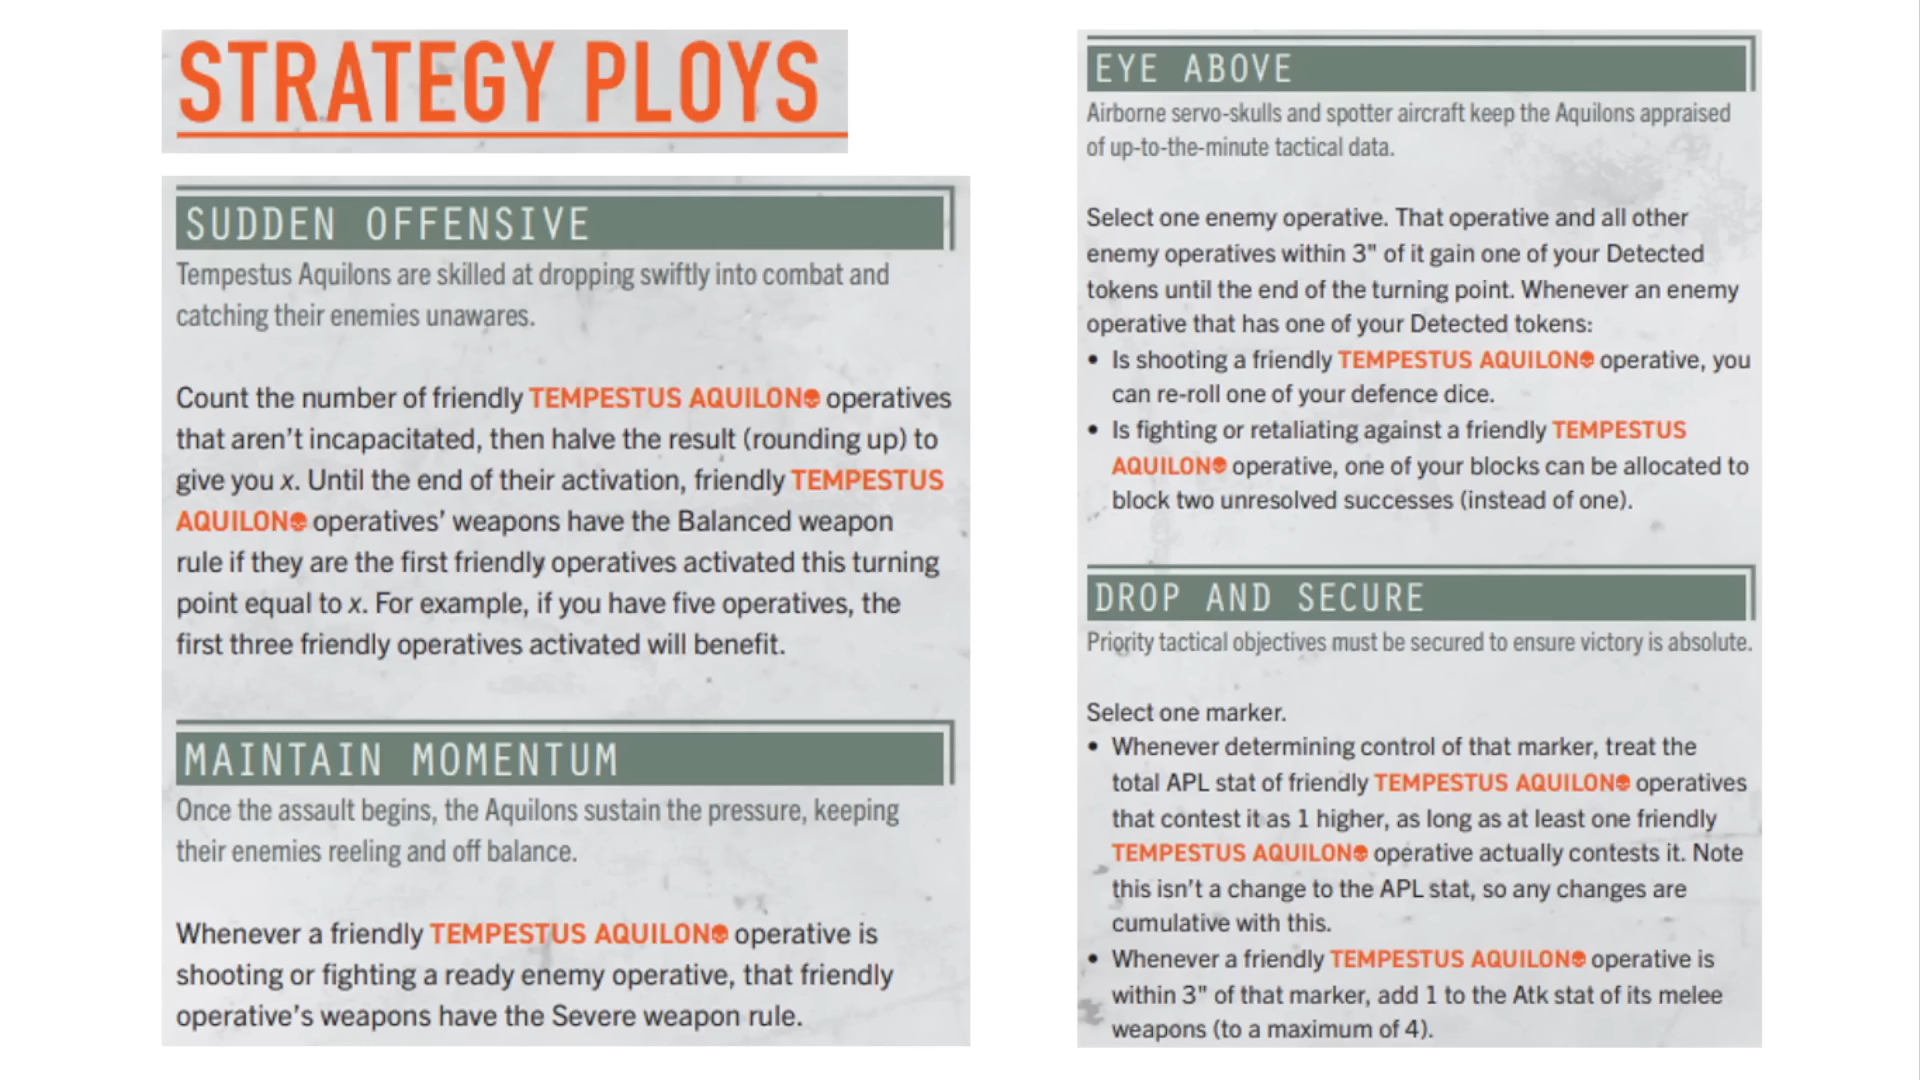 STRATEGY PLOYS
SUDDEN OFFENSIVE
Tempestus Aquilons are skilled at dropping swiftly into combat and
catching their enemies unawares.
Count the number of friendly TEMPESTUS AQUILON operatives
that aren't incapacitated, then halve the result (rounding up) to
give you x. Until the end of their activation, friendly TEMPESTUS
AQUILON operatives' weapons have the Balanced weapon
rule if they are the first friendly operatives activated this turning
point equal to x. For example, if you have five operatives, the
first three friendly operatives activated will benefit.
MAINTAIN MOMENTUM
Once the assault begins, the Aquilons sustain the pressure, keeping
their enemies reeling and off balance.
Whenever a friendly TEMPESTUS AQUILON operative is
shooting or fighting a ready enemy operative, that friendly
operative's weapons have the Severe weapon rule.
EYE ABOVE
Airborne servo-skulls and spotter aircraft keep the Aquilons appraised
of up-to-the-minute tactical data.
Select one enemy operative. That operative and all other
enemy operatives within 3" of it gain one of your Detected
tokens until the end of the turning point. Whenever an enemy
operative that has one of your Detected tokens:
• Is shooting a friendly TEMPESTUS AQUILON operative, you
can re-roll one of your defence dice.
• Is fighting or retaliating against a friendly TEMPESTUS
AQUILON operative, one of your blocks can be allocated to
block two unresolved successes (instead of one).
DROP AND SECURE
Priority tactical objectives must be secured to ensure victory is absolute.
Select one marker.
• Whenever determining control of that marker, treat the
total APL stat of friendly TEMPESTUS AQUILON operatives
that contest it as 1 higher, as long as at least one friendly
TEMPESTUS AQUILON operative actually contests it. Note
this isn't a change to the APL stat, so any changes are
cumulative with this.
• Whenever a friendly TEMPESTUS AQUILON operative is
within 3" of that marker, add 1 to the Atk stat of its melee
weapons (to a maximum of 4).